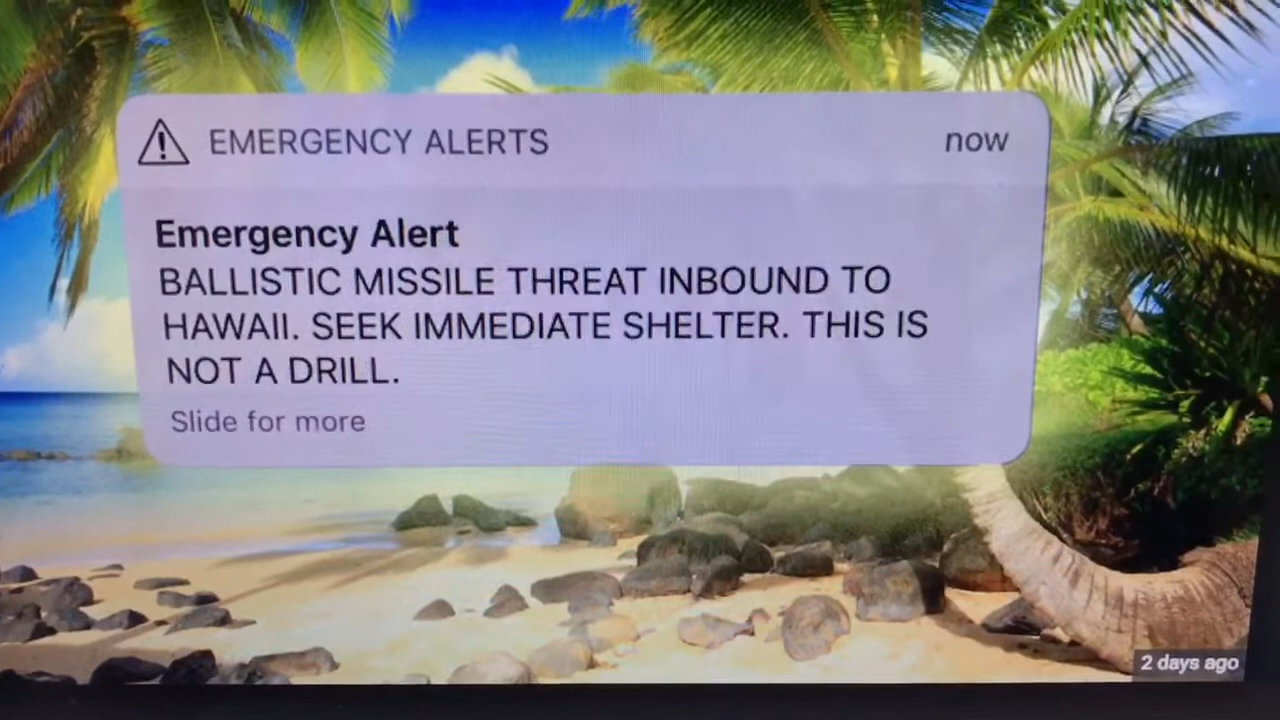 EMERGENCY ALERTS
now
Emergency Alert
BALLISTIC MISSILE THREAT INBOUND TO
HAWAII. SEEK IMMEDIATE SHELTER. THIS IS
NOT A DRILL.
Slide for more
2 days ago